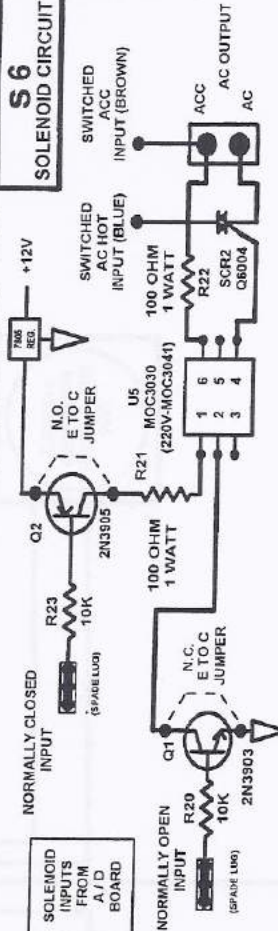 S 6
SOLENOID CIRCUIT
SOLENOID
INPUTS
FROM
A / D
BOARD
NORMALLY CLOSED
INPUT
(SPADE LUG)
R23
10K
Q2
2N3905
N.O.
E TO C
JUMPER
7805
REG.
+12V
R21
100 OHM
1 WATT
NORMALLY OPEN
INPUT
(SPADE LUG)
R20
10K
Q1
2N3903
N.C.
E TO C
JUMPER
U5
MOC3030
(220V-MOC3041)
1 6
2 5
3 4
100 OHM
1 WATT
R22
SCR2
Q6004
SWITCHED
AC HOT
INPUT (BLUE)
SWITCHED
ACC
INPUT (BROWN)
ACC
AC
AC OUTPUT